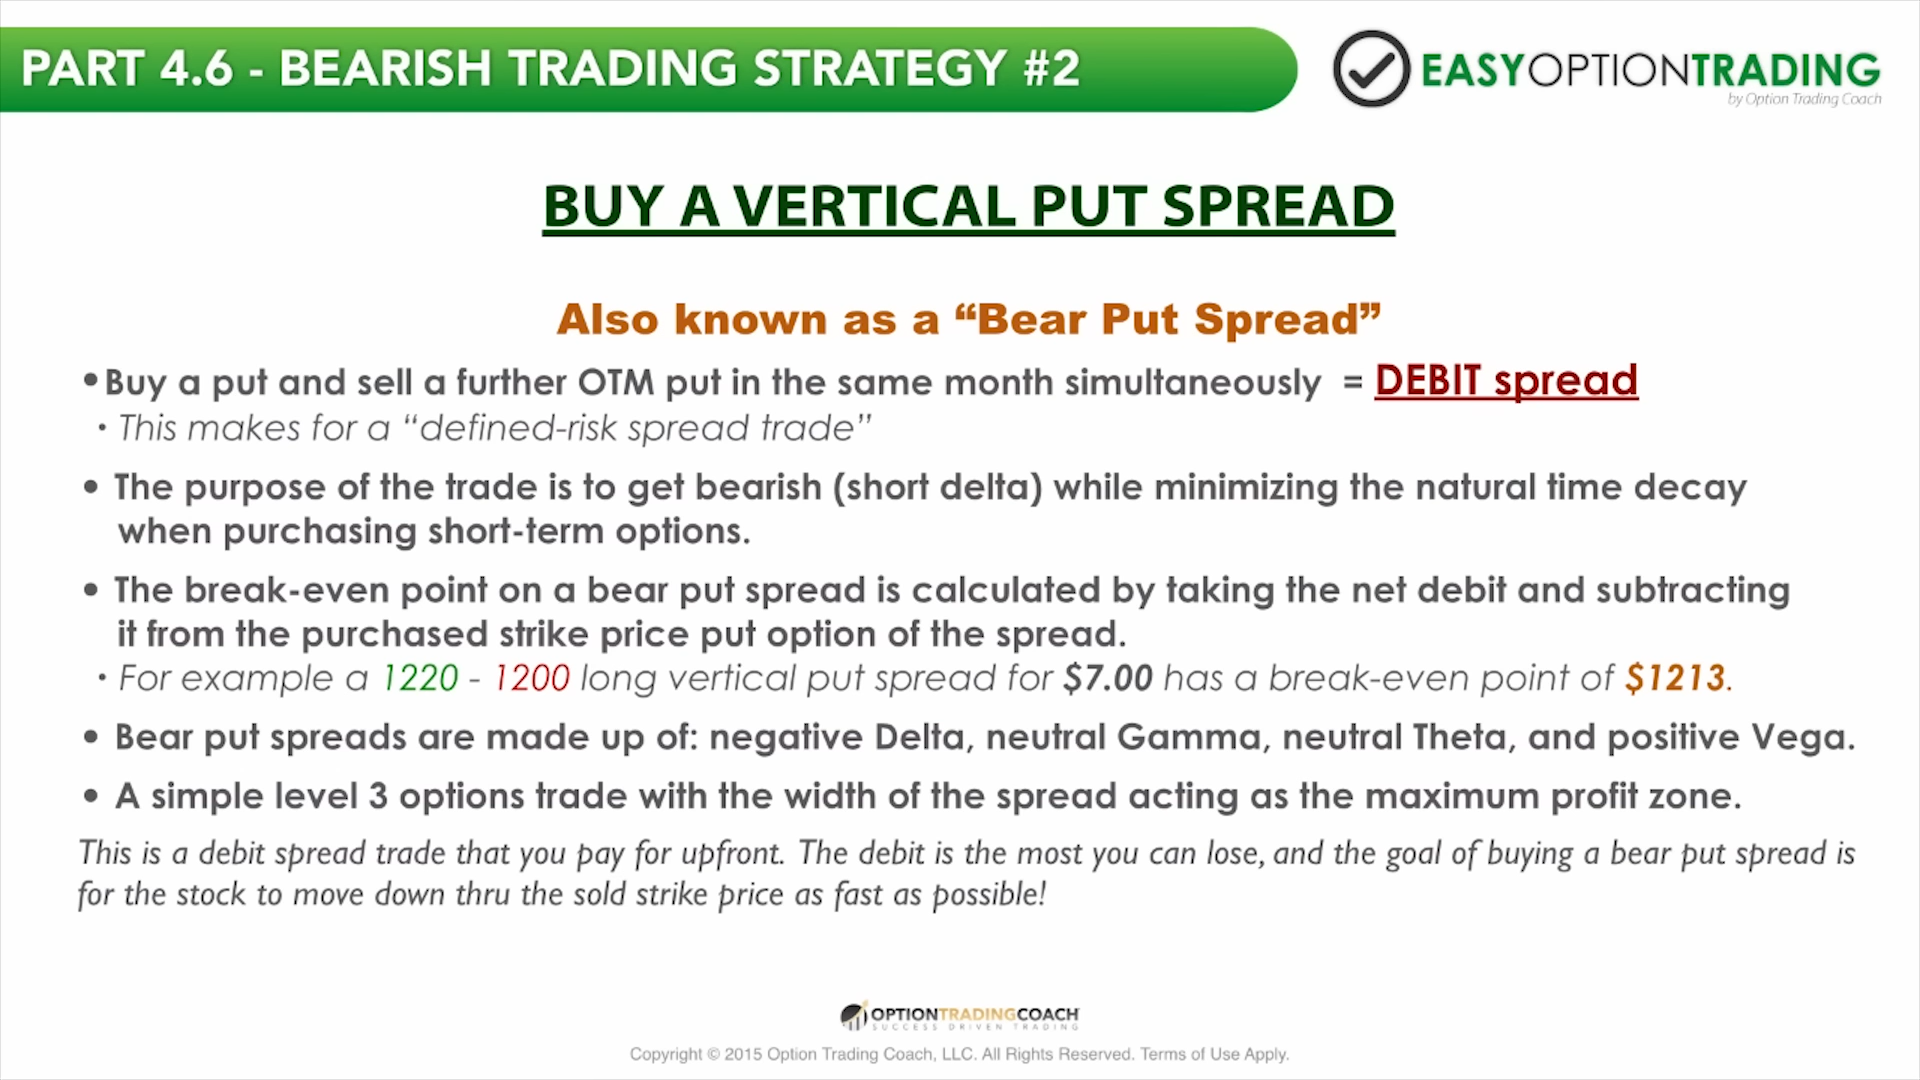 PART 4.6 - BEARISH TRADING STRATEGY #2
EASYOPTIONTRADING
by Option Trading Coach
BUY A VERTICAL PUT SPREAD
Also known as a “Bear Put Spread”
•Buy a put and sell a further OTM put in the same month simultaneously = DEBIT spread
• This makes for a “defined-risk spread trade”
• The purpose of the trade is to get bearish (short delta) while minimizing the natural time decay
when purchasing short-term options.
• The break-even point on a bear put spread is calculated by taking the net debit and subtracting
it from the purchased strike price put option of the spread.
• For example a 1220 - 1200 long vertical put spread for $7.00 has a break-even point of $1213.
• Bear put spreads are made up of: negative Delta, neutral Gamma, neutral Theta, and positive Vega.
• A simple level 3 options trade with the width of the spread acting as the maximum profit zone.
This is a debit spread trade that you pay for upfront. The debit is the most you can lose, and the goal of buying a bear put spread is
for the stock to move down thru the sold strike price as fast as possible!
OPTIONTRADINGCOACH
SUCCESS DRIVEN TRADING
Copyright © 2015 Option Trading Coach, LLC. All Rights Reserved. Terms of Use Apply.